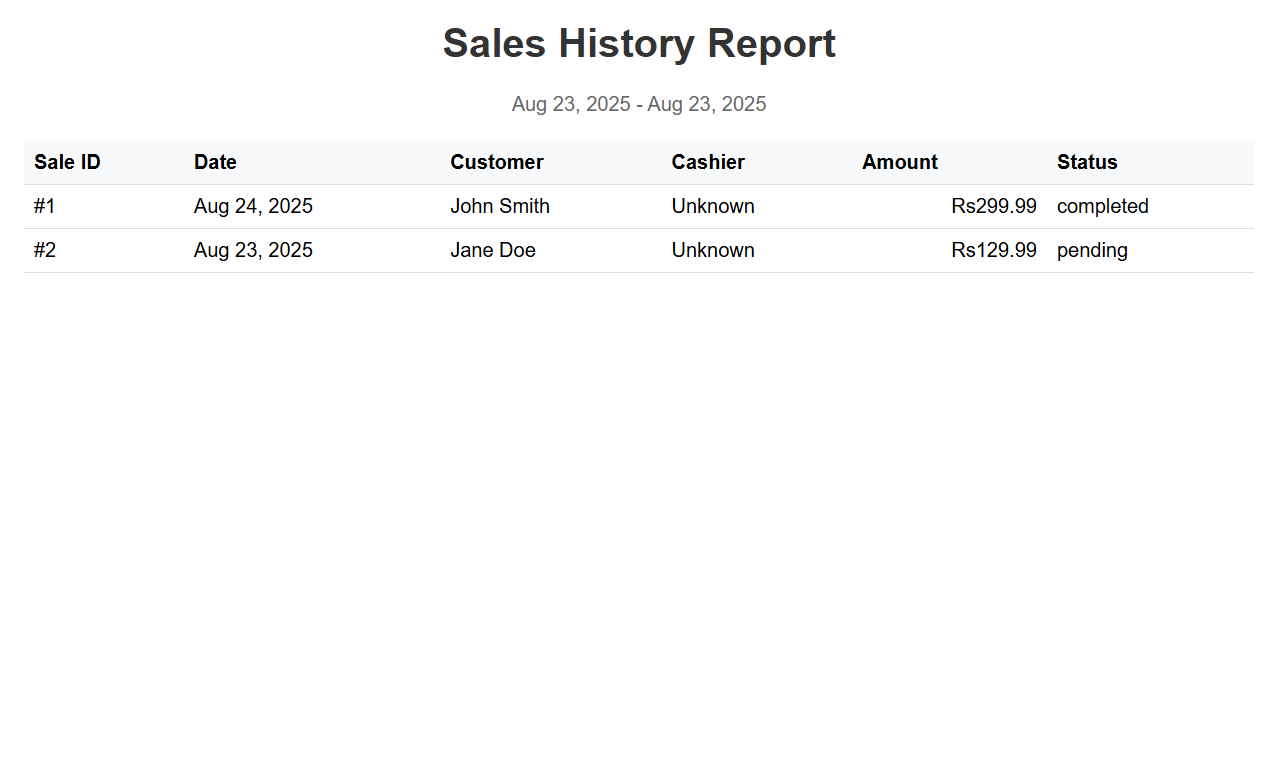 Sales History Report
Aug 23, 2025 - Aug 23, 2025
Sale ID Date Customer Cashier Amount Status
#1 Aug 24, 2025 John Smith Unknown Rs299.99 completed
#2 Aug 23, 2025 Jane Doe Unknown Rs129.99 pending